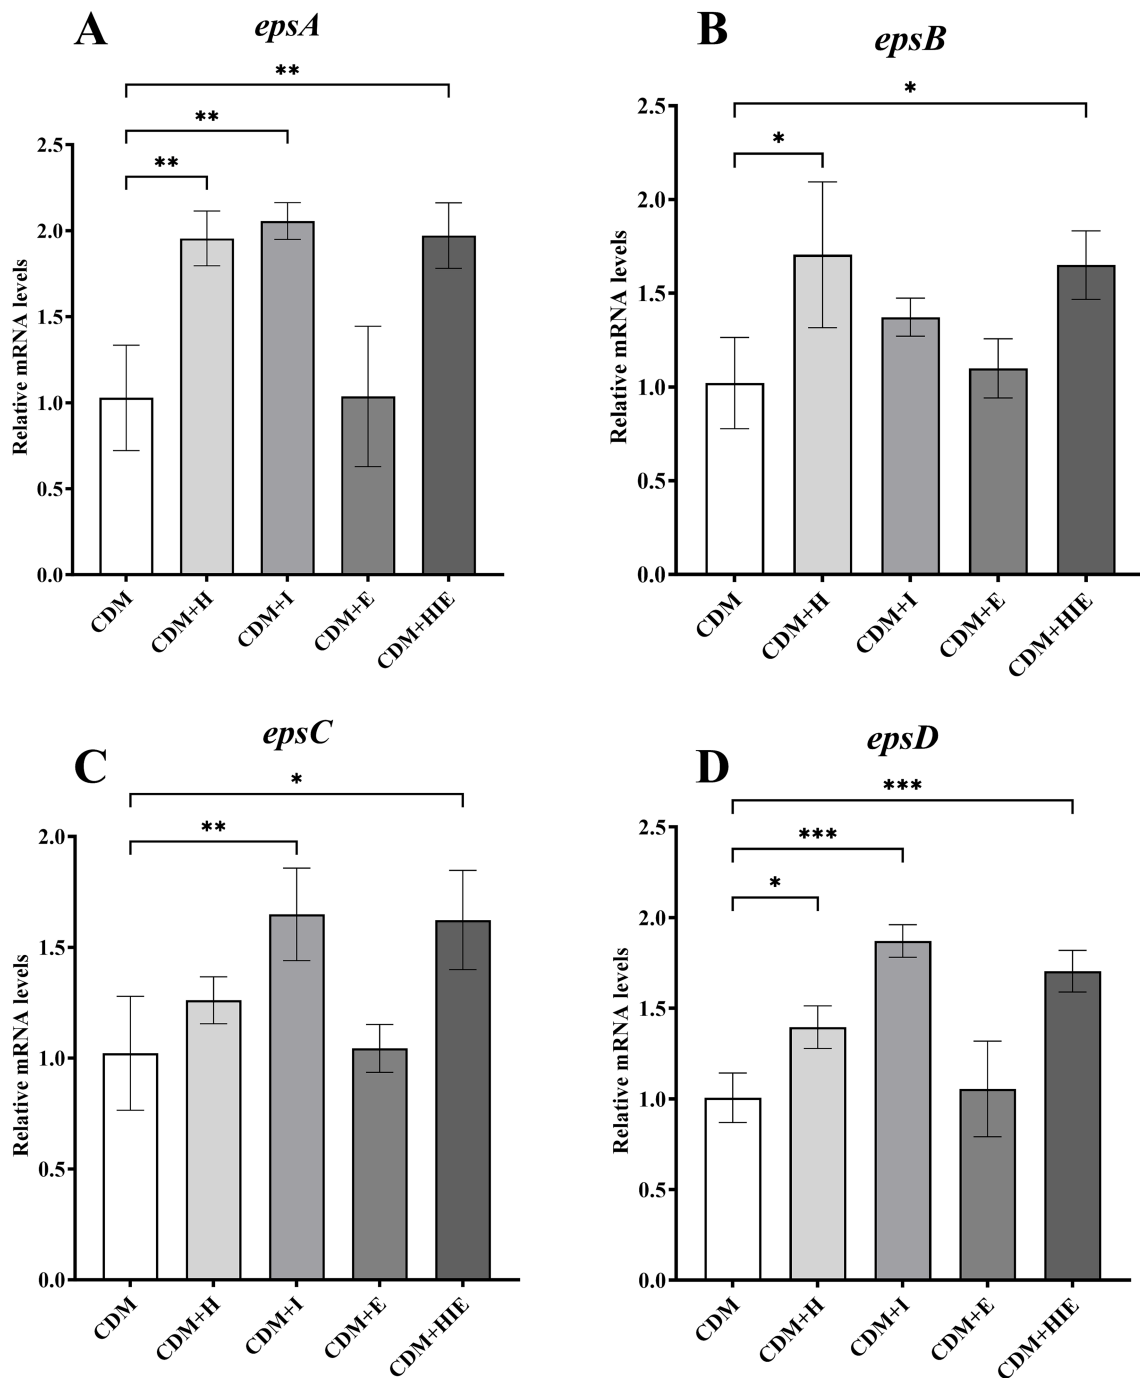 A
epsA
**
**
**
Relative mRNA levels
2.5
2.0
1.5
1.0
0.5
0.0
CDM
CDM+H
CDM+I
CDM+E
CDM+HIE
B
epsB
*
*
Relative mRNA levels
2.5
2.0
1.5
1.0
0.5
0.0
CDM
CDM+H
CDM+I
CDM+E
CDM+HIE
C
epsC
*
**
Relative mRNA levels
2.0
1.5
1.0
0.5
0.0
CDM
CDM+H
CDM+I
CDM+E
CDM+HIE
D
epsD
***
***
*
Relative mRNA levels
2.5
2.0
1.5
1.0
0.5
0.0
CDM
CDM+H
CDM+I
CDM+E
CDM+HIE